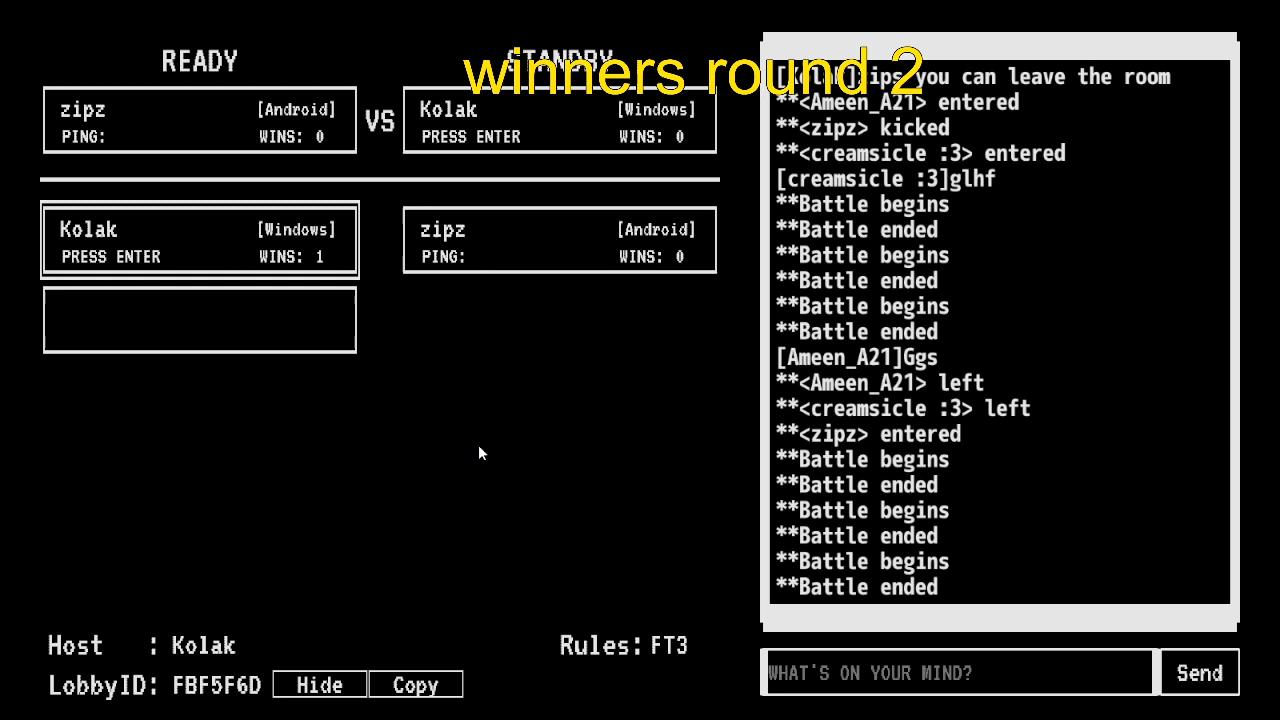 winners round 2
READY
STANDBY
zipz [Android]
PING: WINS: 0
VS
Kolak [Windows]
PRESS ENTER WINS: 0
Kolak [Windows]
PRESS ENTER WINS: 1
zipz [Android]
PING: WINS: 0
Host : Kolak
Rules: FT3
LobbyID: FBF5F6D Hide Copy
[Kolak]zips you can leave the room
**<Ameen_A21> entered
**<zipz> kicked
**<creamsicle :3> entered
[creamsicle :3]glhf
**Battle begins
**Battle ended
**Battle begins
**Battle ended
**Battle begins
**Battle ended
[Ameen_A21]Ggs
**<Ameen_A21> left
**<creamsicle :3> left
**<zipz> entered
**Battle begins
**Battle ended
**Battle begins
**Battle ended
**Battle begins
**Battle ended
WHAT'S ON YOUR MIND? Send